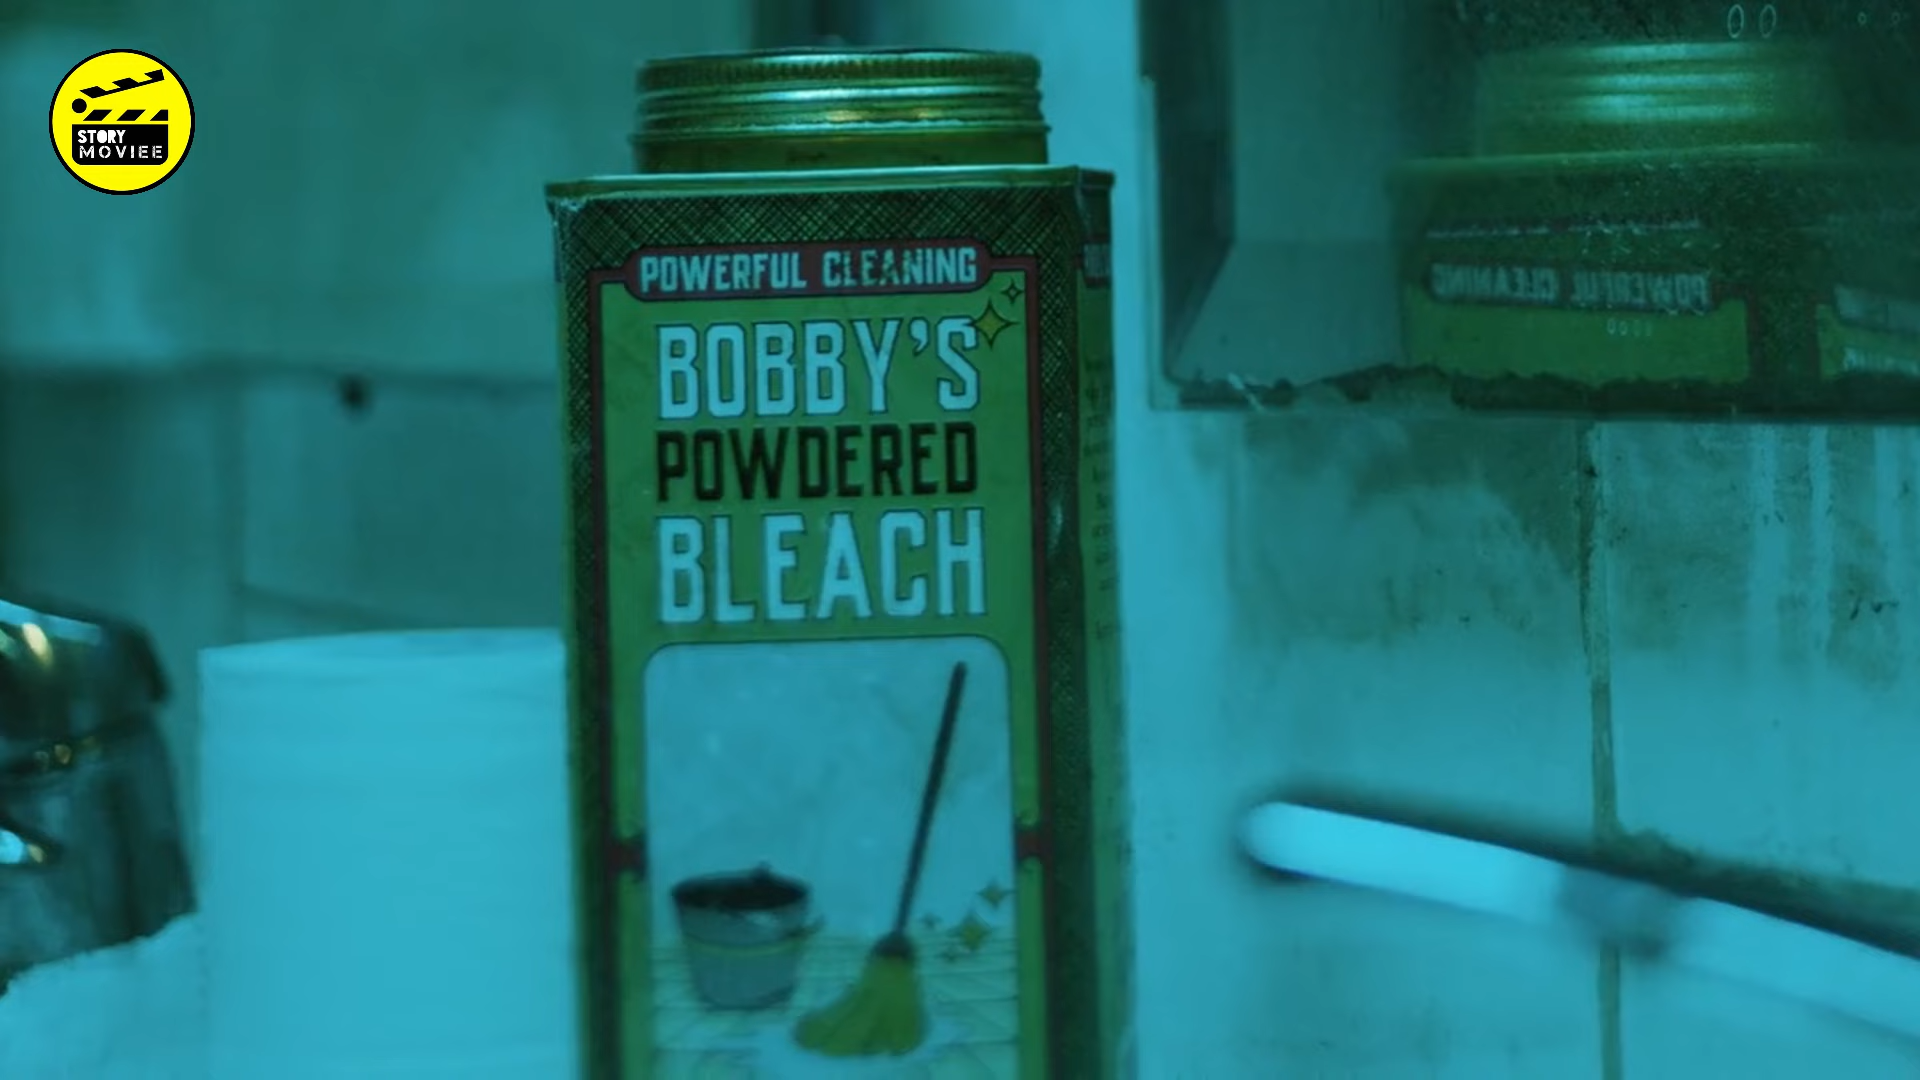 STORY
MOVIEE
POWERFUL CLEANING
BOBBY'S
POWDERED
BLEACH
POWERFUL CLEANING